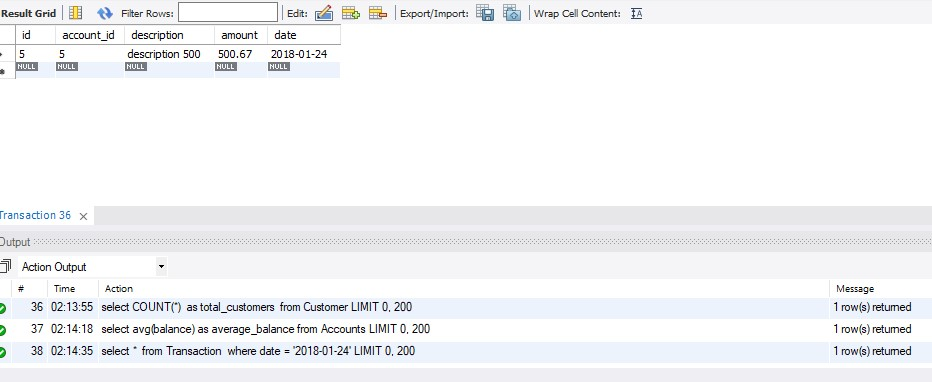 Result Grid Filter Rows: Edit: Export/Import: Wrap Cell Content: IA
id account_id description amount date
5 5 description 500 500.67 2018-01-24
NULL NULL NULL NULL NULL
Transaction 36 ×
Output
Action Output
# Time Action Message
36 02:13:55 select COUNT(*) as total_customers from Customer LIMIT 0, 200 1 row(s) returned
37 02:14:18 select avg(balance) as average_balance from Accounts LIMIT 0, 200 1 row(s) returned
38 02:14:35 select * from Transaction where date = '2018-01-24' LIMIT 0, 200 1 row(s) returned